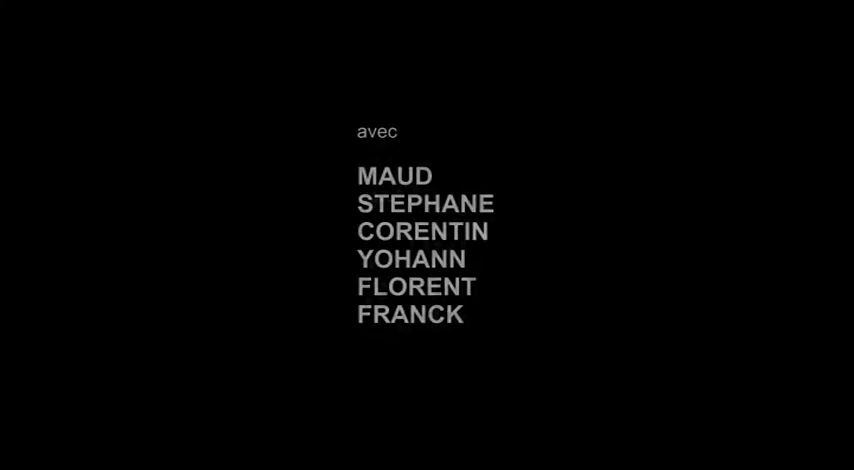 avec
MAUD
STEPHANE
CORENTIN
YOHANN
FLORENT
FRANCK